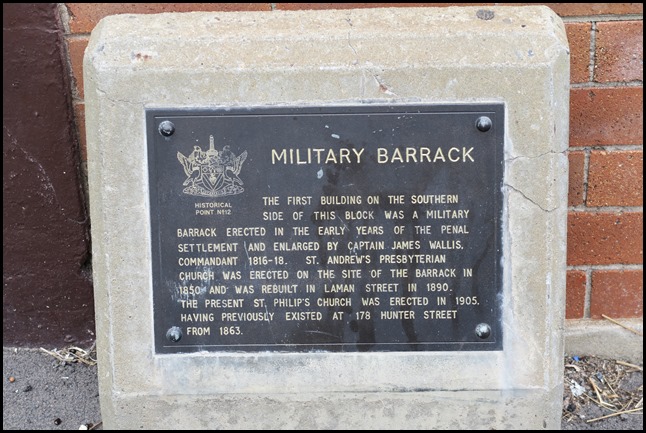 MILITARY BARRACK
HISTORICAL
POINT Nº12
THE FIRST BUILDING ON THE SOUTHERN
SIDE OF THIS BLOCK WAS A MILITARY
BARRACK ERECTED IN THE EARLY YEARS OF THE PENAL
SETTLEMENT AND ENLARGED BY CAPTAIN JAMES WALLIS,
COMMANDANT 1816-18. ST. ANDREW'S PRESBYTERIAN
CHURCH WAS ERECTED ON THE SITE OF THE BARRACK IN
1850 AND WAS REBUILT IN LAMAN STREET IN 1890.
THE PRESENT ST. PHILIP'S CHURCH WAS ERECTED IN 1905.
HAVING PREVIOUSLY EXISTED AT 178 HUNTER STREET
FROM 1863.